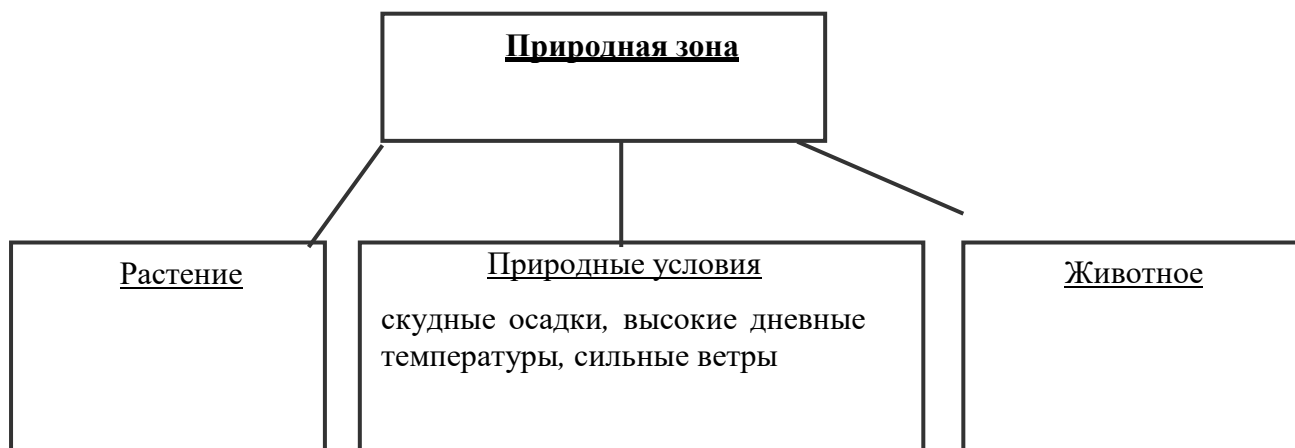 Природная зона
Растение
Природные условия
скудные осадки, высокие дневные
температуры, сильные ветры
Животное